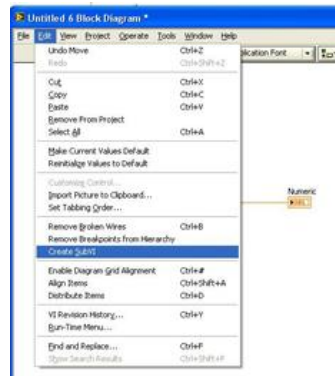 Untitled 6 Block Diagram *
File Edit View Project Operate Tools Window Help
Undo Move Ctrl+Z
Redo Ctrl+Shift+Z
Cut Ctrl+X
Copy Ctrl+C
Paste Ctrl+V
Remove From Project
Select All Ctrl+A
Make Current Values Default
Reinitialize Values to Default
Customize Control...
Import Picture to Clipboard...
Set Tabbing Order...
Remove Broken Wires Ctrl+B
Remove Breakpoints from Hierarchy
Create SubVI
Enable Diagram Grid Alignment Ctrl+#
Align Items Ctrl+Shift+A
Distribute Items Ctrl+D
VI Revision History... Ctrl+Y
Run-Time Menu...
Find and Replace... Ctrl+F
Show Search Results Ctrl+Shift+F
plication Font
Numeric